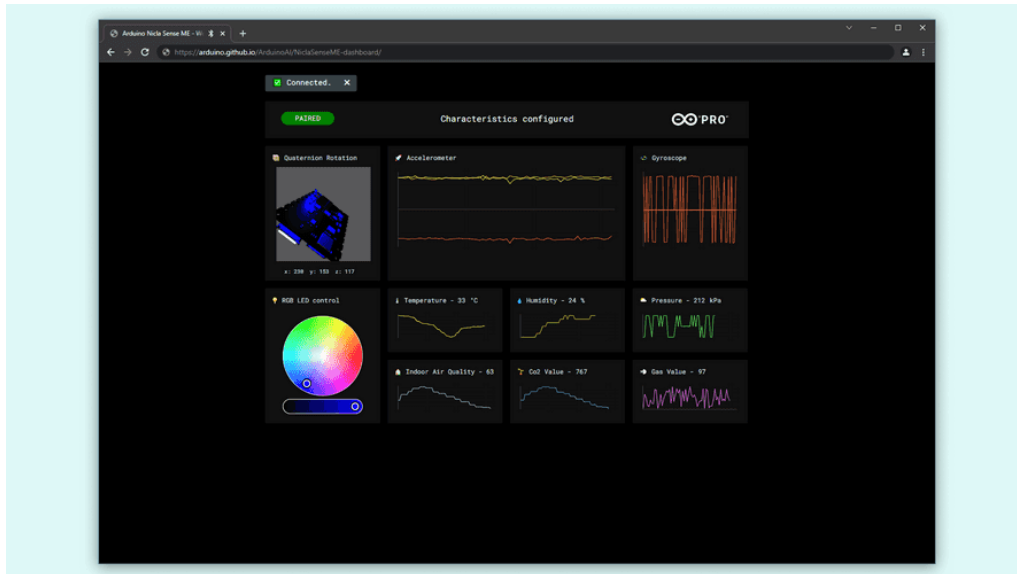 Arduino Nicla Sense ME - W
https://arduino.github.io/ArduinoAI/NiclaSenseME-dashboard/
Connected.
PAIRED
Characteristics configured
PRO
Quaternion Rotation
Accelerometer
Gyroscope
x: 230 y: 153 z: 117
RGB LED control
Temperature - 33 °C
Humidity - 24 %
Pressure - 212 kPa
Indoor Air Quality - 63
Co2 Value - 767
Gas Value - 97